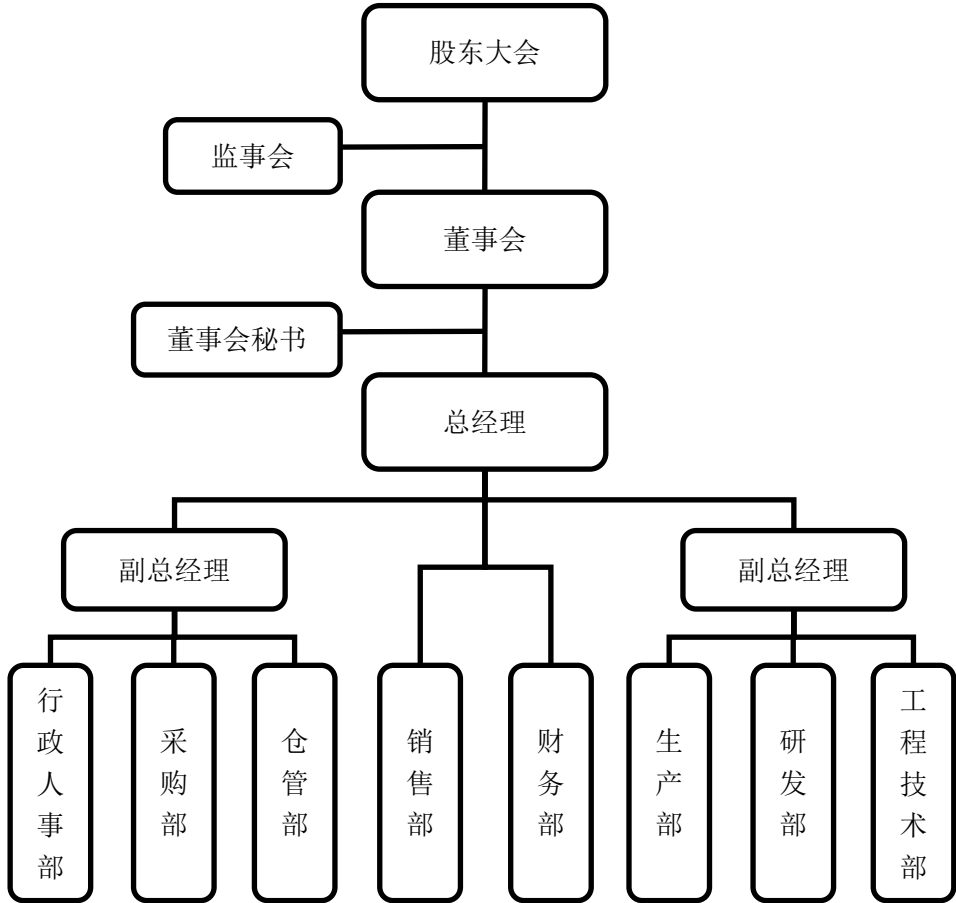 股东大会
监事会
董事会
董事会秘书
总经理
副总经理
副总经理
行政人事部
采购部
仓管部
销售部
财务部
生产部
研发部
工程技术部